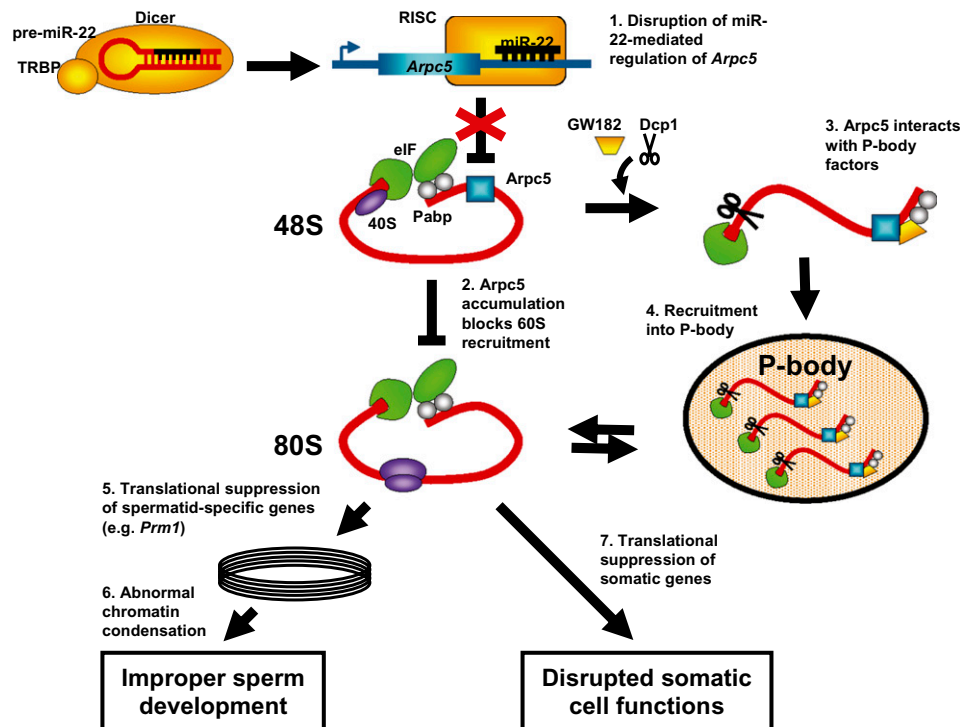 Dicer
pre-miR-22
TRBP
RISC
miR-22
Arpc5
1. Disruption of miR-
22-mediated
regulation of Arpc5
GW182
Dcp1
3. Arpc5 interacts
with P-body
factors
eIF
Arpc5
40S
Pabp
48S
2. Arpc5
accumulation
blocks 60S
recruitment
4. Recruitment
into P-body
P-body
80S
5. Translational suppression
of spermatid-specific genes
(e.g. Prm1)
7. Translational
suppression of
somatic genes
6. Abnormal
chromatin
condensation
Improper sperm
development
Disrupted somatic
cell functions